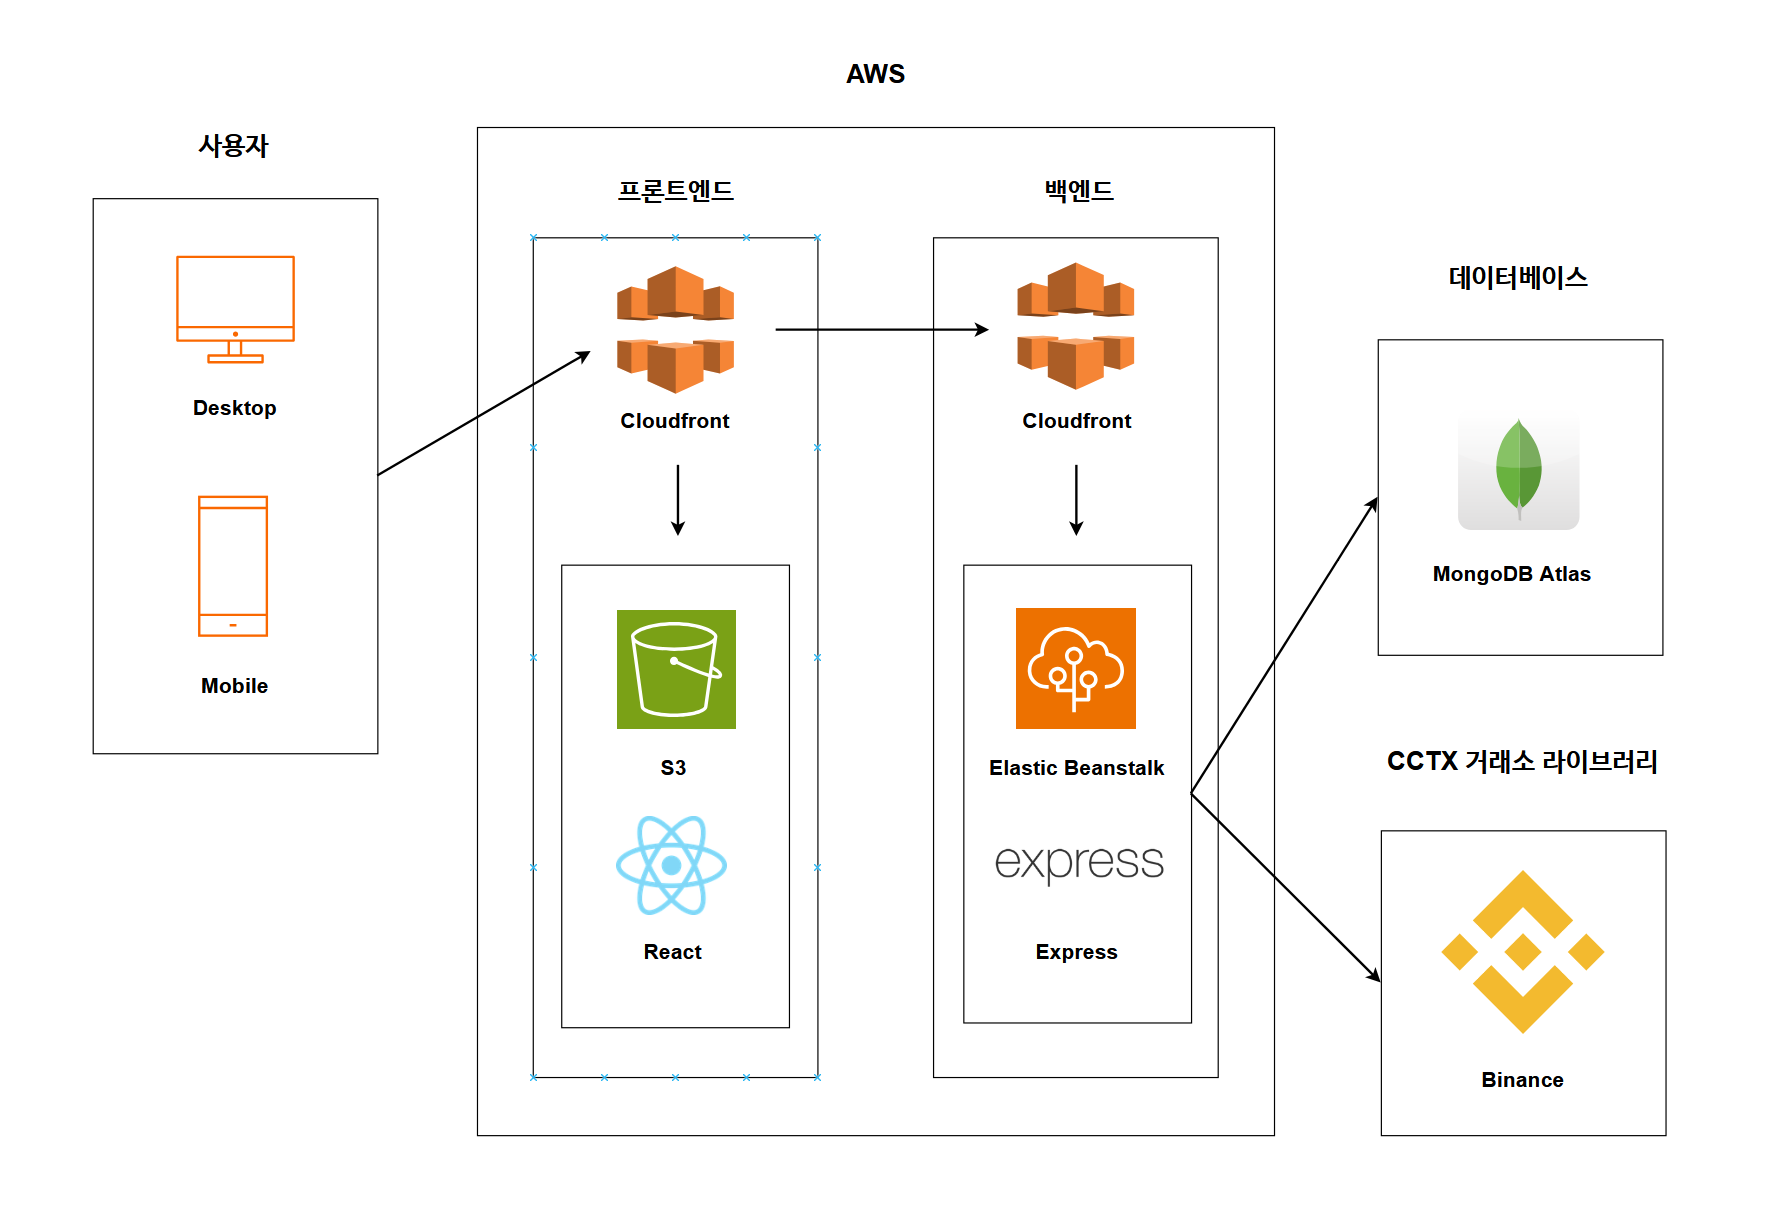 AWS
사용자
Desktop
Mobile
프론트엔드
Cloudfront
S3
React
백엔드
Cloudfront
Elastic Beanstalk
express
Express
데이터베이스
MongoDB Atlas
CCTX 거래소 라이브러리
Binance